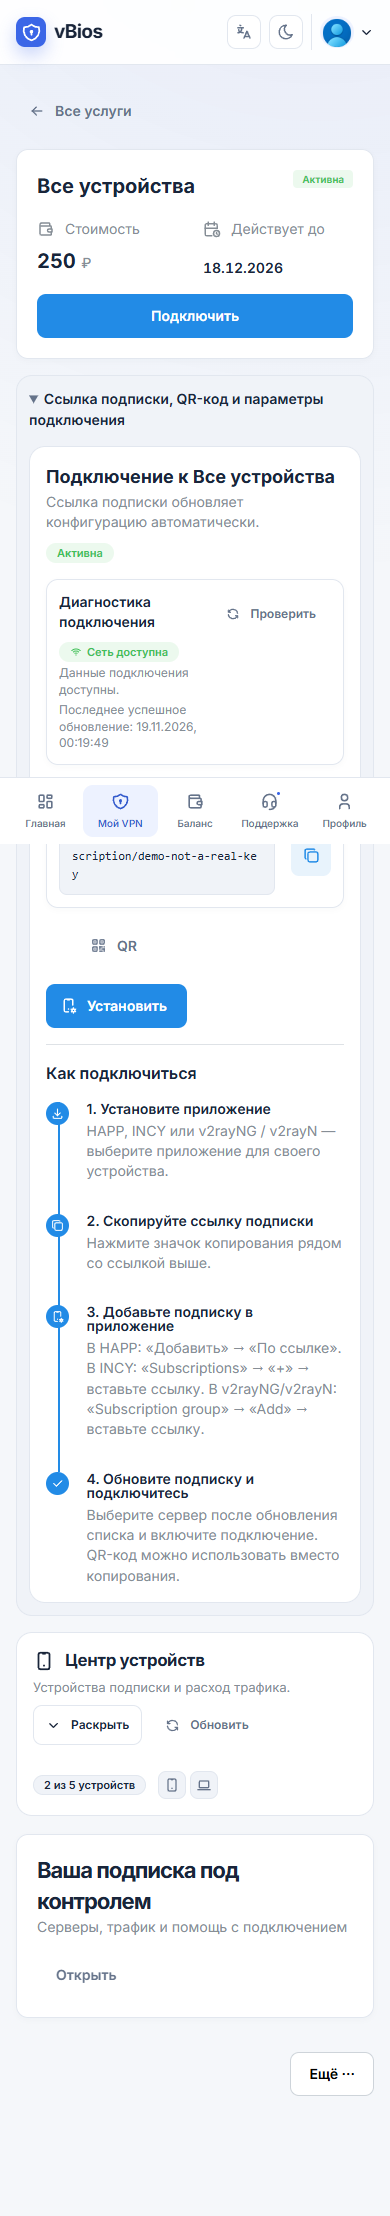 vBios
Все услуги
Все устройства
Активна
Стоимость
Действует до
250 ₽
18.12.2026
Подключить
▼ Ссылка подписки, QR-код и параметры
подключения
Подключение к Все устройства
Ссылка подписки обновляет
конфигурацию автоматически.
Активна
Диагностика
подключения
Проверить
Сеть доступна
Данные подключения
доступны.
Последнее успешное
обновление: 19.11.2026,
00:19:49
Главная
Мой VPN
Баланс
Поддержка
Профиль
scription/demo-not-a-real-ke
y
QR
Установить
Как подключиться
1. Установите приложение
HAPP, INCY или v2rayNG / v2rayN —
выберите приложение для своего
устройства.
2. Скопируйте ссылку подписки
Нажмите значок копирования рядом
со ссылкой выше.
3. Добавьте подписку в
приложение
В HAPP: «Добавить» → «По ссылке».
В INCY: «Subscriptions» → «+» →
вставьте ссылку. В v2rayNG/v2rayN:
«Subscription group» → «Add» →
вставьте ссылку.
4. Обновите подписку и
подключитесь
Выберите сервер после обновления
списка и включите подключение.
QR-код можно использовать вместо
копирования.
Центр устройств
Устройства подписки и расход трафика.
Раскрыть
Обновить
2 из 5 устройств
Ваша подписка под
контролем
Серверы, трафик и помощь с подключением
Открыть
Ещё ···